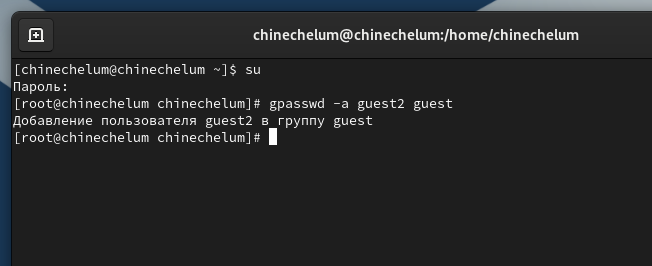 chinechelum@chinechelum:/home/chinechelum
[chinechelum@chinechelum ~]$ su
Пароль:
[root@chinechelum chinechelum]# gpasswd -a guest2 guest
Добавление пользователя guest2 в группу guest
[root@chinechelum chinechelum]#